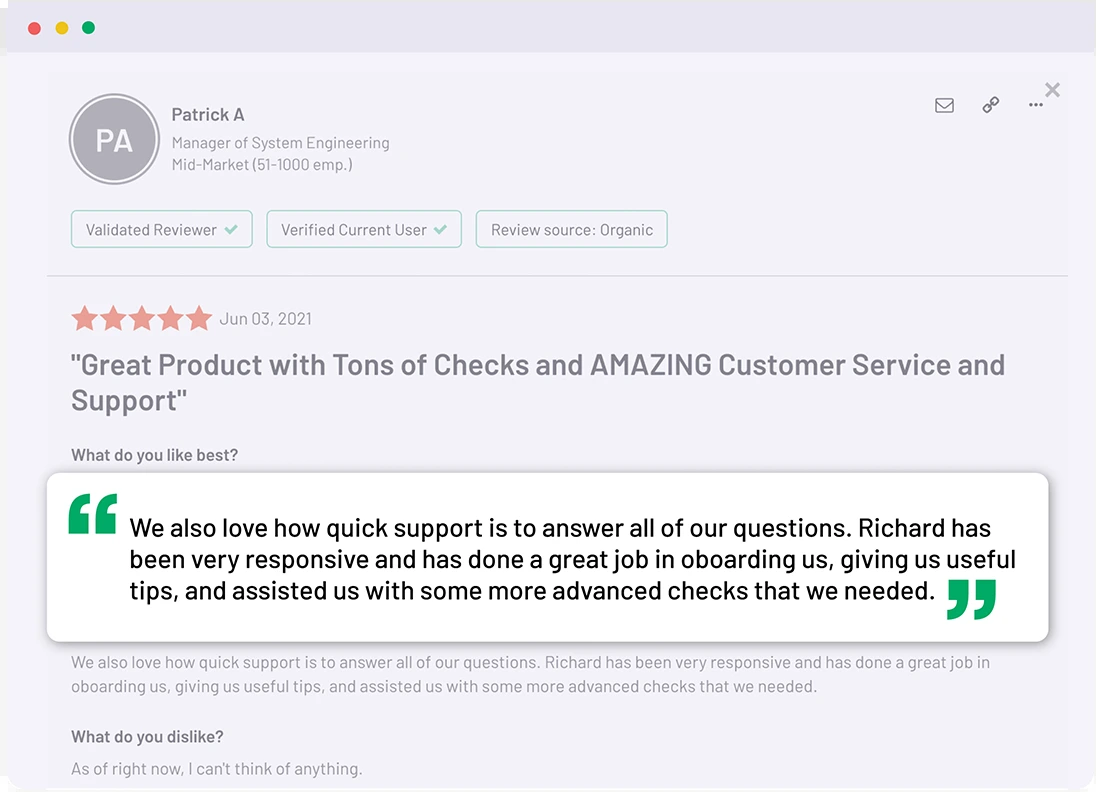 PA
Patrick A
Manager of System Engineering
Mid-Market (51-1000 emp.)
Validated Reviewer
Verified Current User
Review source: Organic
Jun 03, 2021
"Great Product with Tons of Checks and AMAZING Customer Service and
Support"
What do you like best?
“We also love how quick support is to answer all of our questions. Richard has
been very responsive and has done a great job in oboarding us, giving us useful
tips, and assisted us with some more advanced checks that we needed.”
We also love how quick support is to answer all of our questions. Richard has been very responsive and has done a great job in
oboarding us, giving us useful tips, and assisted us with some more advanced checks that we needed.
What do you dislike?
As of right now, I can't think of anything.